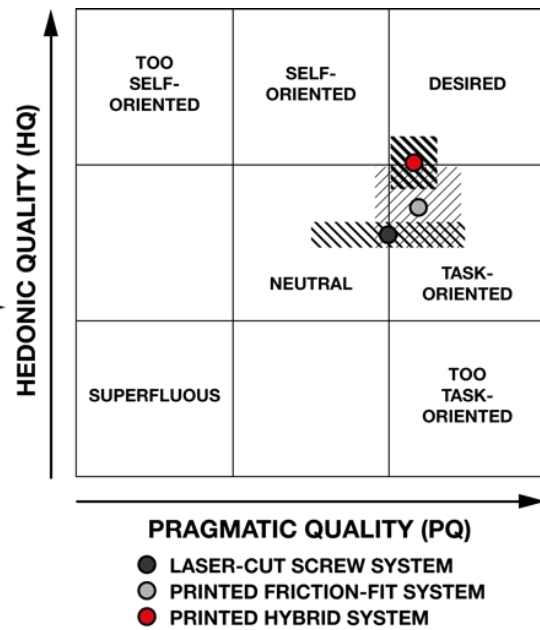 HEDONIC QUALITY (HQ)
TOO
SELF-
ORIENTED
SELF-
ORIENTED
DESIRED
NEUTRAL
TASK-
ORIENTED
SUPERFLUOUS
TOO
TASK-
ORIENTED
PRAGMATIC QUALITY (PQ)
LASER-CUT SCREW SYSTEM
PRINTED FRICTION-FIT SYSTEM
PRINTED HYBRID SYSTEM